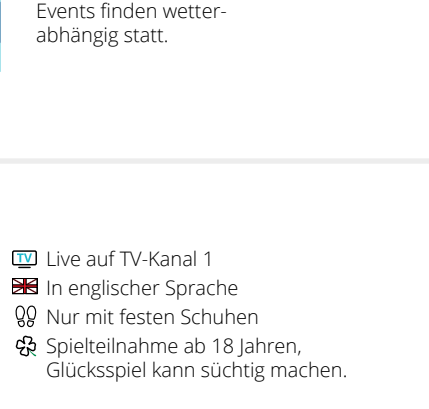 Events finden wetter-
abhängig statt.
TV Live auf TV-Kanal 1
In englischer Sprache
Nur mit festen Schuhen
Spielteilnahme ab 18 Jahren,
Glücksspiel kann süchtig machen.